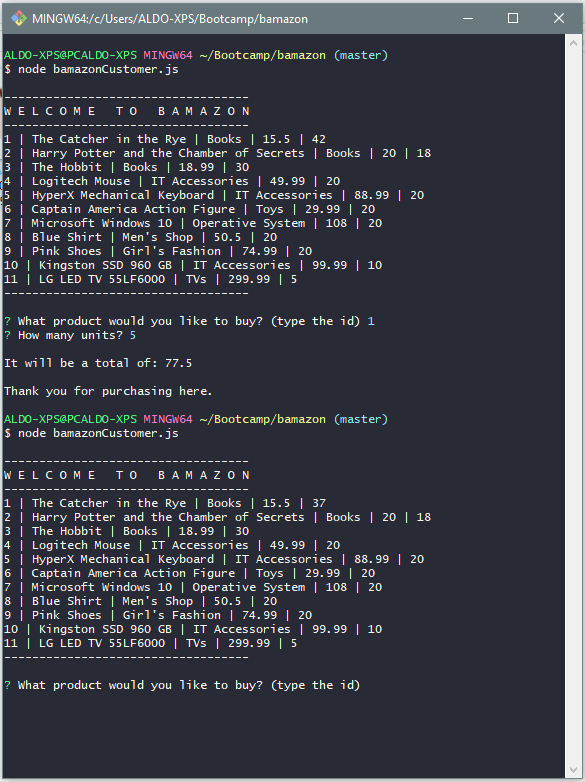 MINGW64:/c/Users/ALDO-XPS/Bootcamp/bamazon
ALDO-XPS@PCALDO-XPS MINGW64 ~/Bootcamp/bamazon (master)
$ node bamazonCustomer.js
-----------------------------------
W E L C O M E   T O   B A M A Z O N
-----------------------------------
1 | The Catcher in the Rye | Books | 15.5 | 42
2 | Harry Potter and the Chamber of Secrets | Books | 20 | 18
3 | The Hobbit | Books | 18.99 | 30
4 | Logitech Mouse | IT Accessories | 49.99 | 20
5 | HyperX Mechanical Keyboard | IT Accessories | 88.99 | 20
6 | Captain America Action Figure | Toys | 29.99 | 20
7 | Microsoft Windows 10 | Operative System | 108 | 20
8 | Blue Shirt | Men's Shop | 50.5 | 20
9 | Pink Shoes | Girl's Fashion | 74.99 | 20
10 | Kingston SSD 960 GB | IT Accessories | 99.99 | 10
11 | LG LED TV 55LF6000 | TVs | 299.99 | 5
-----------------------------------
? What product would you like to buy? (type the id) 1
? How many units? 5
It will be a total of: 77.5
Thank you for purchasing here.
ALDO-XPS@PCALDO-XPS MINGW64 ~/Bootcamp/bamazon (master)
$ node bamazonCustomer.js
-----------------------------------
W E L C O M E   T O   B A M A Z O N
-----------------------------------
1 | The Catcher in the Rye | Books | 15.5 | 37
2 | Harry Potter and the Chamber of Secrets | Books | 20 | 18
3 | The Hobbit | Books | 18.99 | 30
4 | Logitech Mouse | IT Accessories | 49.99 | 20
5 | HyperX Mechanical Keyboard | IT Accessories | 88.99 | 20
6 | Captain America Action Figure | Toys | 29.99 | 20
7 | Microsoft Windows 10 | Operative System | 108 | 20
8 | Blue Shirt | Men's Shop | 50.5 | 20
9 | Pink Shoes | Girl's Fashion | 74.99 | 20
10 | Kingston SSD 960 GB | IT Accessories | 99.99 | 10
11 | LG LED TV 55LF6000 | TVs | 299.99 | 5
-----------------------------------
? What product would you like to buy? (type the id)